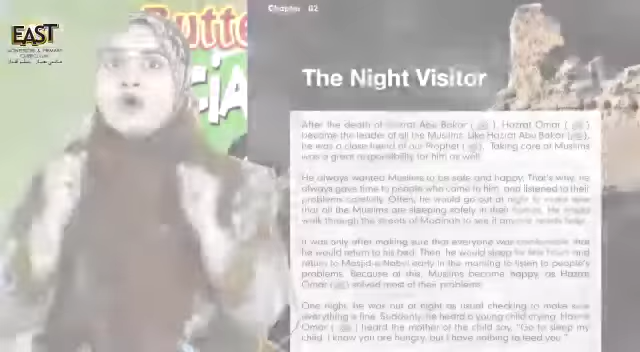 EAST
Butte
Chapter 02
The Night Visitor
After the death of Hazrat Abu Bakar ( ), Hazrat Omar ( )
became the leader of all the Muslims. Like Hazrat Abu Bakar ( ),
he was a close friend of our Prophet ( ). Taking care of Muslims
was a great responsibility for him as well.
He always wanted Muslims to be safe and happy. That's why, he
always gave time to people who came to him, and listened to their
problems carefully. Often, he would go out at night to make sure
that all the Muslims are sleeping safely in their homes. He would
walk through the streets of Madinah to see if anyone needs help.
It was only after making sure that everyone was comfortable that
he would return to his bed. Then, he would sleep for few hours and
return to Masjid-e-Nabvi early in the morning to listen to people's
problems. Because of this, Muslims became happy, as Hazrat
Omar ( ) solved most of their problems.
One night, he was out at night as usual checking to make sure
everything is fine. Suddenly, he heard a young child crying. Hazrat
Omar ( ) heard the mother of the child say, "Go to sleep my
child. I know you are hungry, but I have nothing to feed you."